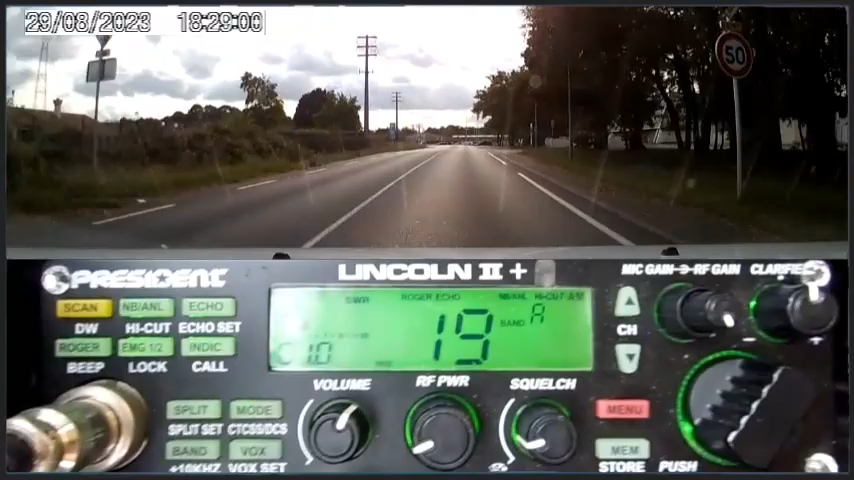 29/08/2023 18:29:00
50
PRESIDENT LINCOLN II + MIC GAIN RF GAIN CLARIFIER
SCAN NB/ANL ECHO
DW HI-CUT ECHO SET
ROGER EMG 1/2 INDIC
BEEP LOCK CALL
SWR ROGER ECHO NB/ANL HI-CUT AM
19 BAND A
CH
VOLUME RF PWR SQUELCH
SPLIT MODE MENU
SPLIT SET CTCSS/DCS
+10KHZ VOX MEM
VOX SET STORE PUSH